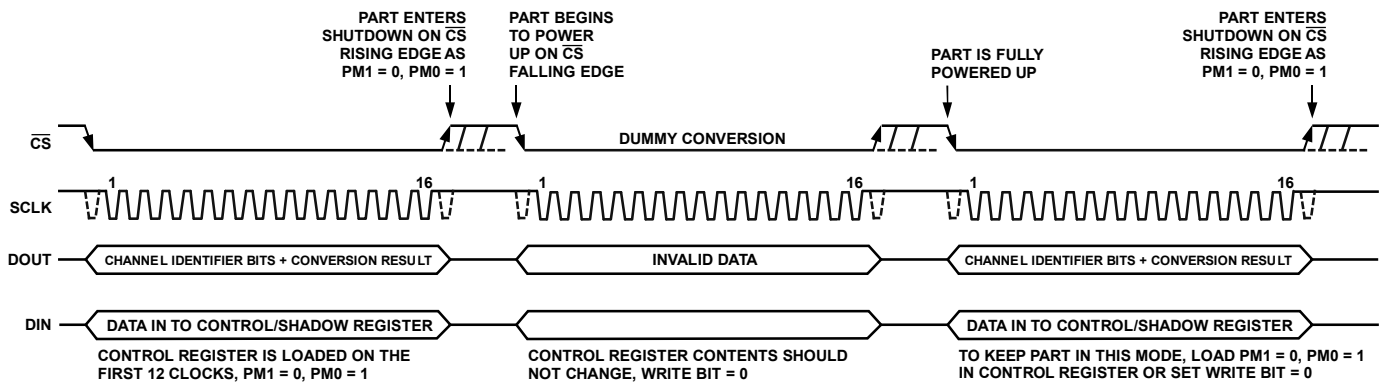 PART ENTERS
SHUTDOWN ON CS
RISING EDGE AS
PM1 = 0, PM0 = 1
PART BEGINS
TO POWER
UP ON CS
FALLING EDGE
PART IS FULLY
POWERED UP
PART ENTERS
SHUTDOWN ON CS
RISING EDGE AS
PM1 = 0, PM0 = 1
CS
DUMMY CONVERSION
SCLK
1
16
1
16
1
16
DOUT
CHANNEL IDENTIFIER BITS + CONVERSION RESULT
INVALID DATA
CHANNEL IDENTIFIER BITS + CONVERSION RESULT
DIN
DATA IN TO CONTROL/SHADOW REGISTER
DATA IN TO CONTROL/SHADOW REGISTER
CONTROL REGISTER IS LOADED ON THE
FIRST 12 CLOCKS, PM1 = 0, PM0 = 1
CONTROL REGISTER CONTENTS SHOULD
NOT CHANGE, WRITE BIT = 0
TO KEEP PART IN THIS MODE, LOAD PM1 = 0, PM0 = 1
IN CONTROL REGISTER OR SET WRITE BIT = 0